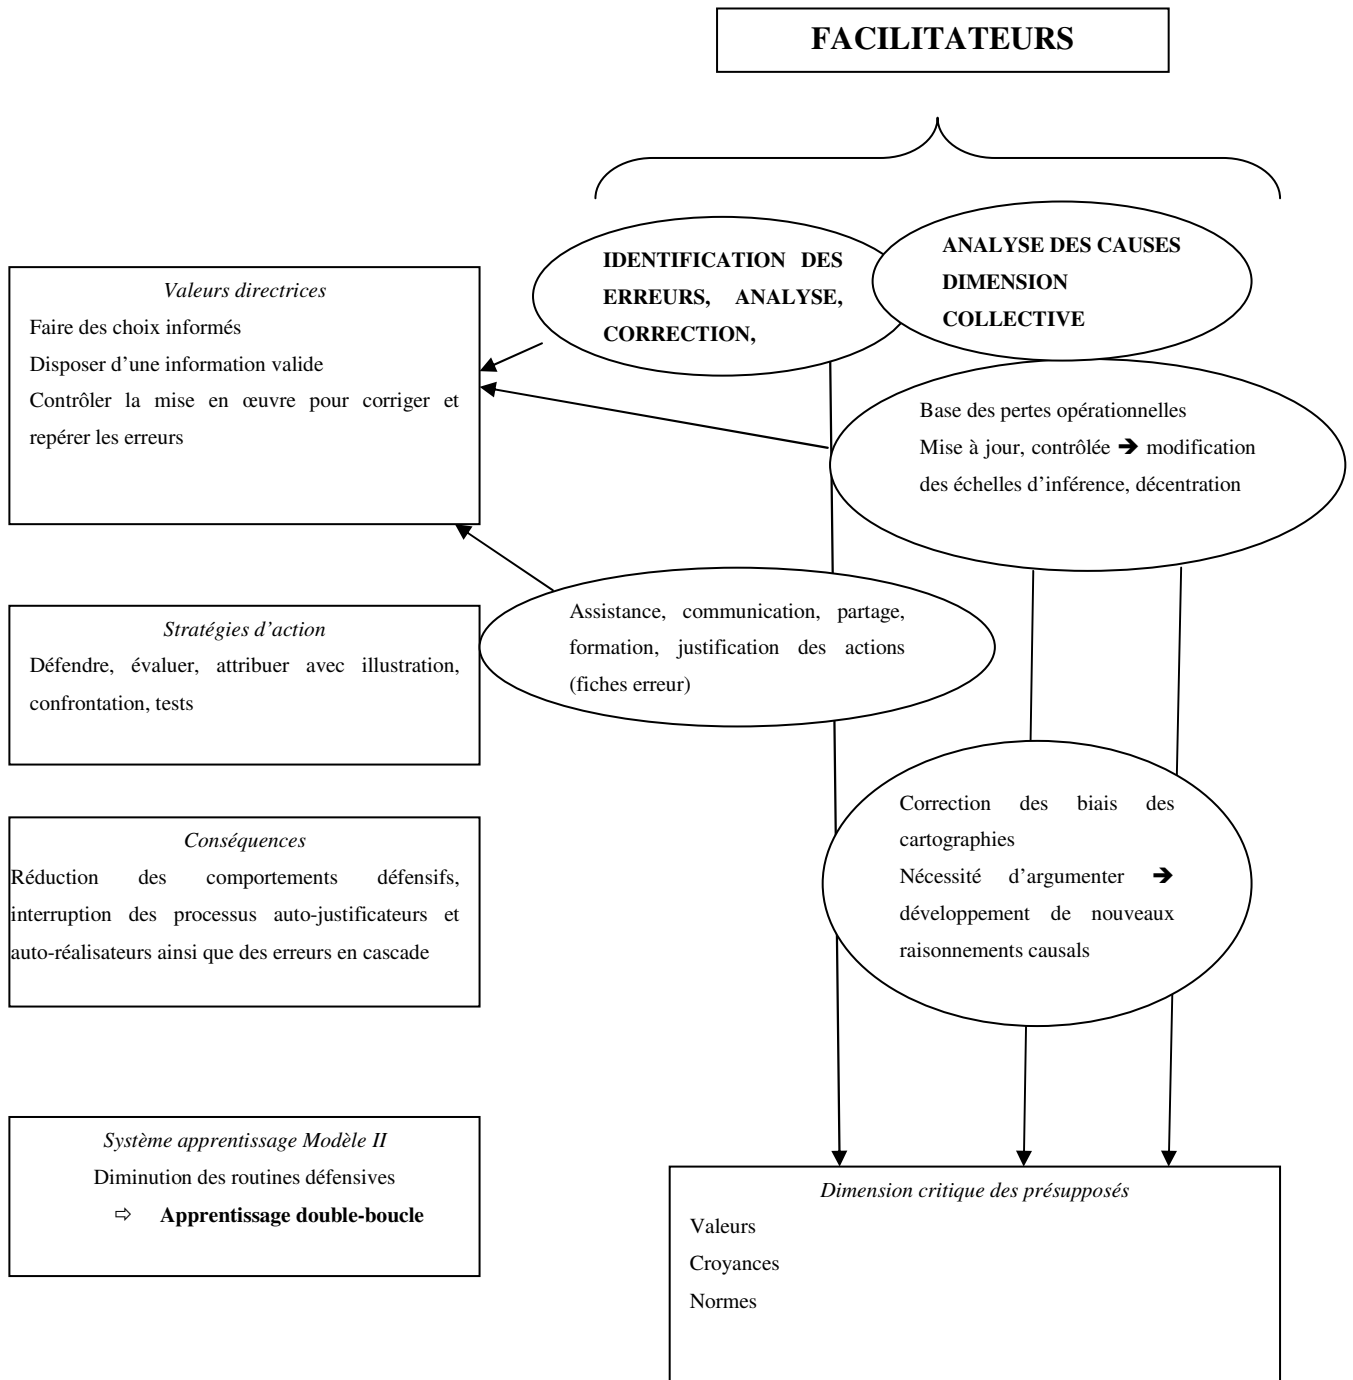 FACILITATEURS
IDENTIFICATION DES
ERREURS, ANALYSE,
CORRECTION,
ANALYSE DES CAUSES
DIMENSION
COLLECTIVE
Valeurs directrices
Faire des choix informés
Disposer d’une information valide
Contrôler la mise en œuvre pour corriger et
repérer les erreurs
Base des pertes opérationnelles
Mise à jour, contrôlée ➔ modification
des échelles d’inférence, décentration
Stratégies d’action
Défendre, évaluer, attribuer avec illustration,
confrontation, tests
Assistance, communication, partage,
formation, justification des actions
(fiches erreur)
Conséquences
Réduction des comportements défensifs,
interruption des processus auto-justificateurs et
auto-réalisateurs ainsi que des erreurs en cascade
Correction des biais des
cartographies
Nécessité d’argumenter ➔
développement de nouveaux
raisonnements causals
Système apprentissage Modèle II
Diminution des routines défensives
⇨ Apprentissage double-boucle
Dimension critique des présupposés
Valeurs
Croyances
Normes